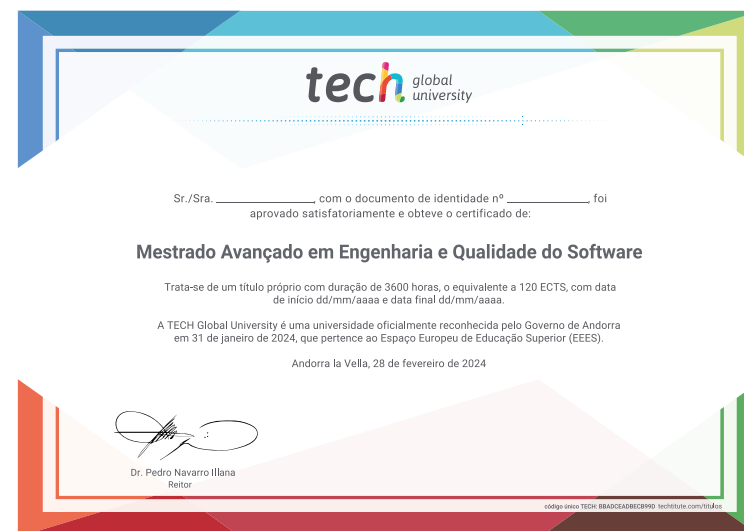 tech global university
Sr./Sra. ________________, com o documento de identidade nº ______________, foi
aprovado satisfatoriamente e obteve o certificado de:
Mestrado Avançado em Engenharia e Qualidade do Software
Trata-se de um título próprio com duração de 3600 horas, o equivalente a 120 ECTS, com data
de início dd/mm/aaaa e data final dd/mm/aaaa.
A TECH Global University é uma universidade oficialmente reconhecida pelo Governo de Andorra
em 31 de janeiro de 2024, que pertence ao Espaço Europeu de Educação Superior (EEES).
Andorra la Vella, 28 de fevereiro de 2024
Dr. Pedro Navarro Illana
Reitor
código único TECH: BBADCEADBECB99D techtitute.com/titulos